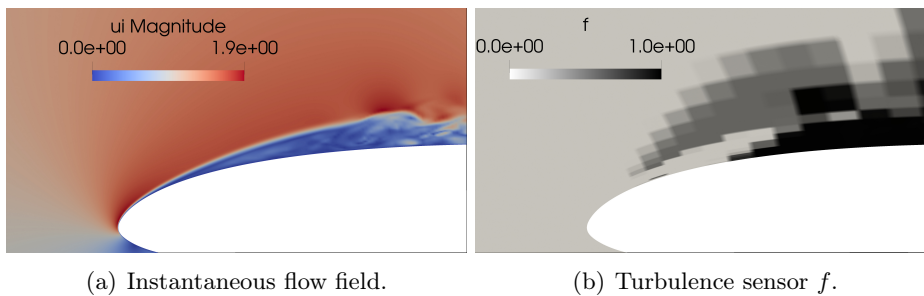 ui Magnitude
0.0e+00 1.9e+00
f
0.0e+00 1.0e+00
(a) Instantaneous flow field.
(b) Turbulence sensor f.